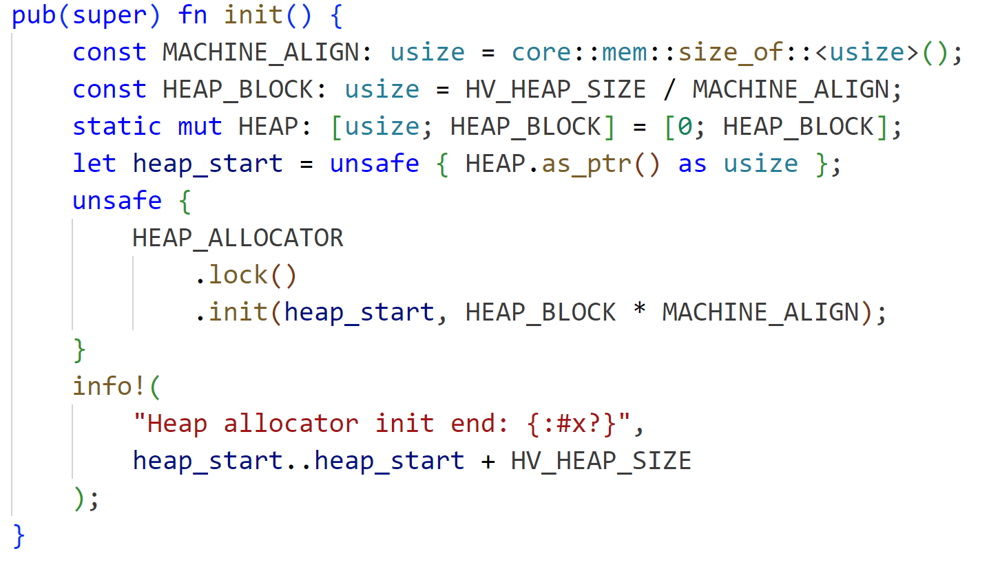 pub(super) fn init() {
    const MACHINE_ALIGN: usize = core::mem::size_of::<usize>();
    const HEAP_BLOCK: usize = HV_HEAP_SIZE / MACHINE_ALIGN;
    static mut HEAP: [usize; HEAP_BLOCK] = [0; HEAP_BLOCK];
    let heap_start = unsafe { HEAP.as_ptr() as usize };
    unsafe {
        HEAP_ALLOCATOR
            .lock()
            .init(heap_start, HEAP_BLOCK * MACHINE_ALIGN);
    }
    info!(
        "Heap allocator init end: {:#x?}",
        heap_start..heap_start + HV_HEAP_SIZE
    );
}